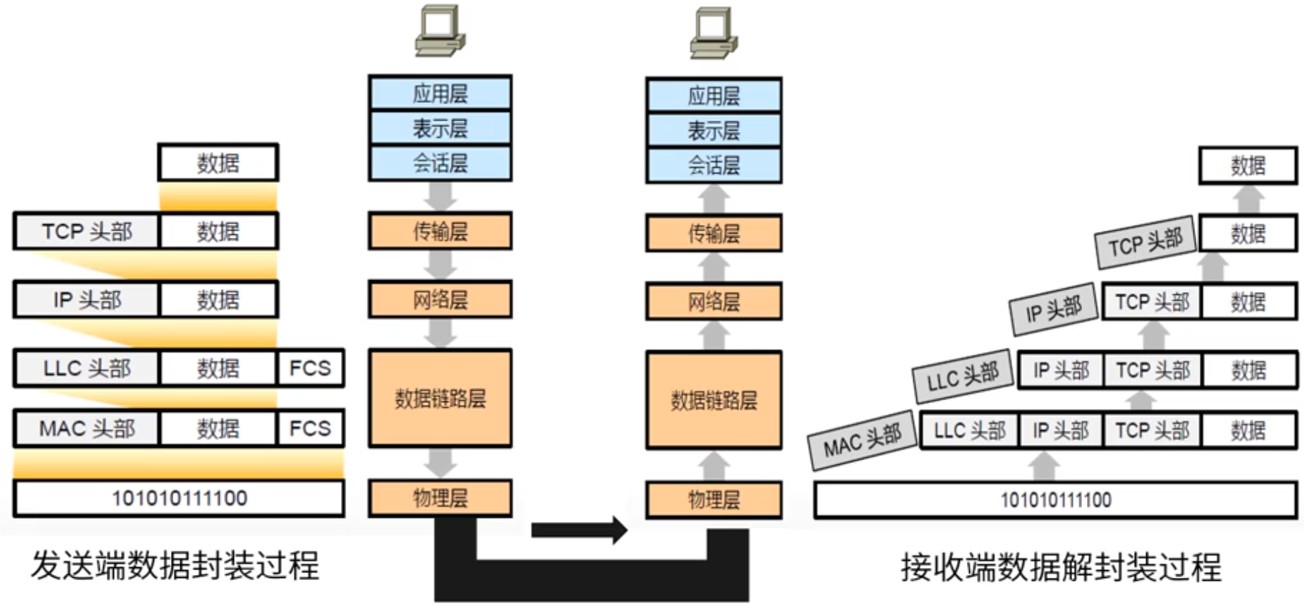 数据
TCP 头部 数据
IP 头部 数据
LLC 头部 数据 FCS
MAC 头部 数据 FCS
101010111100
发送端数据封装过程
应用层
表示层
会话层
传输层
网络层
数据链路层
物理层
应用层
表示层
会话层
传输层
网络层
数据链路层
物理层
数据
TCP 头部 数据
IP 头部 TCP 头部 数据
LLC 头部 IP 头部 TCP 头部 数据
MAC 头部 LLC 头部 IP 头部 TCP 头部 数据
101010111100
接收端数据解封装过程